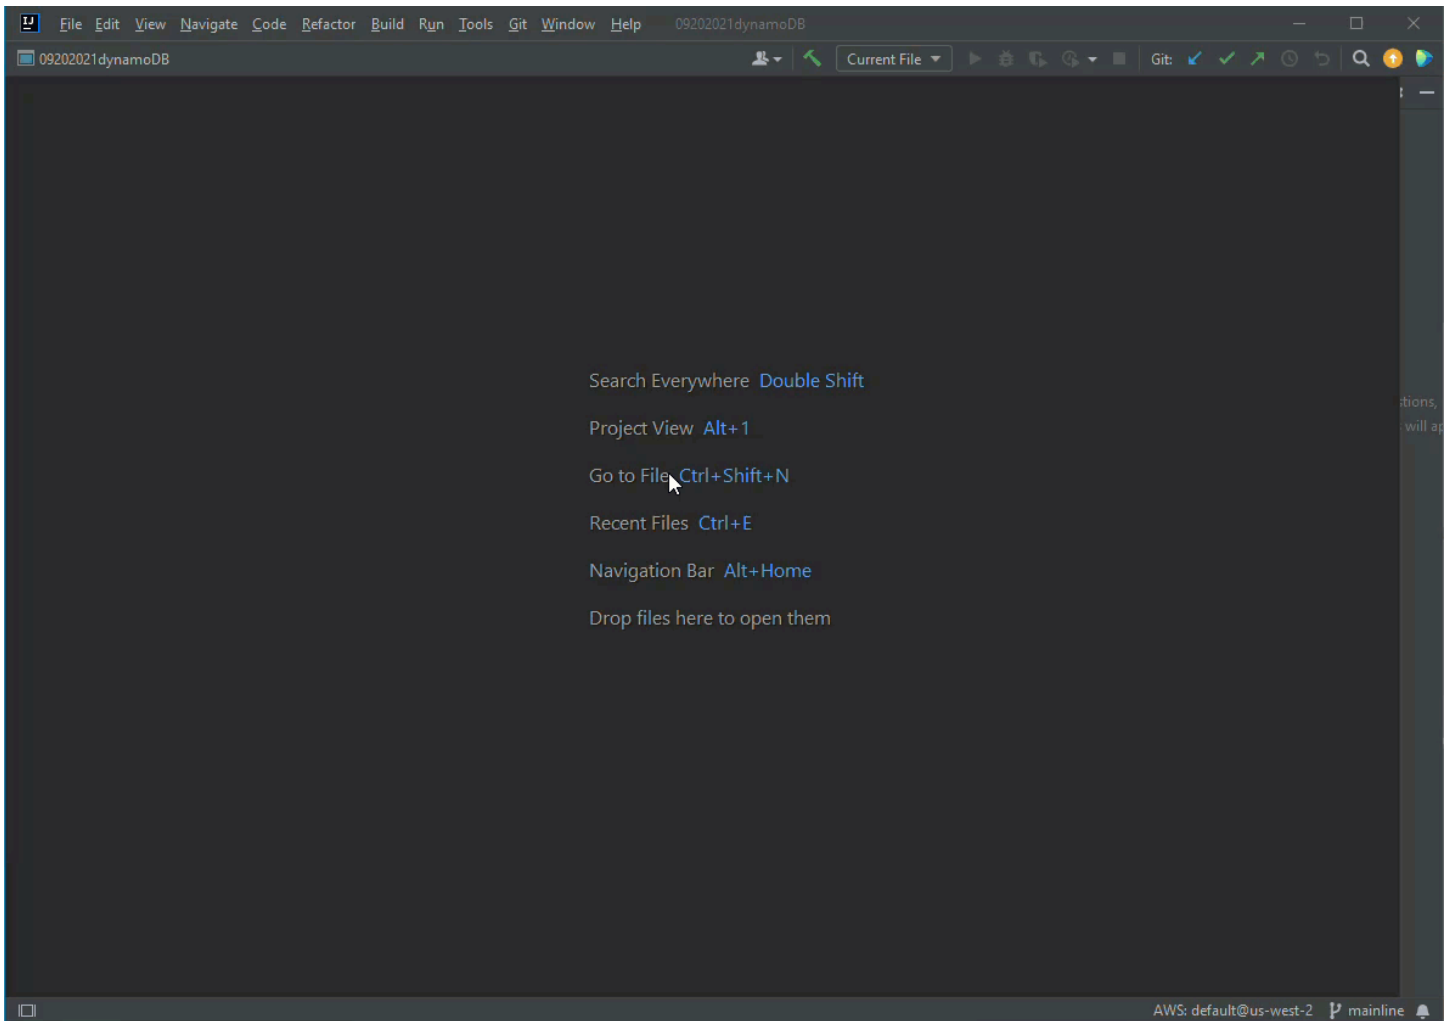 IJ File Edit View Navigate Code Refactor Build Run Tools Git Window Help 09202021dynamoDB
09202021dynamoDB Current File Git:
Search Everywhere Double Shift
Project View Alt+1
Go to File Ctrl+Shift+N
Recent Files Ctrl+E
Navigation Bar Alt+Home
Drop files here to open them
will
AWS: default@us-west-2 mainline